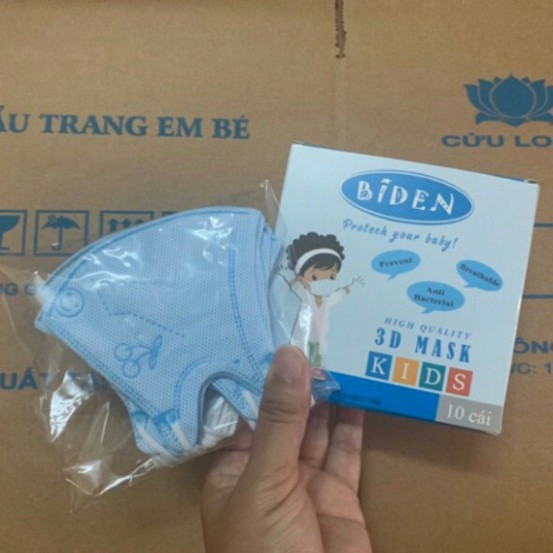 ẨU TRANG EM BÉ
CỬU LO
BIDEN
Protech your baby!
Prevent
Breathable
Anti
Bacterial
HIGH QUALITY
3D MASK
KIDS
10 cái